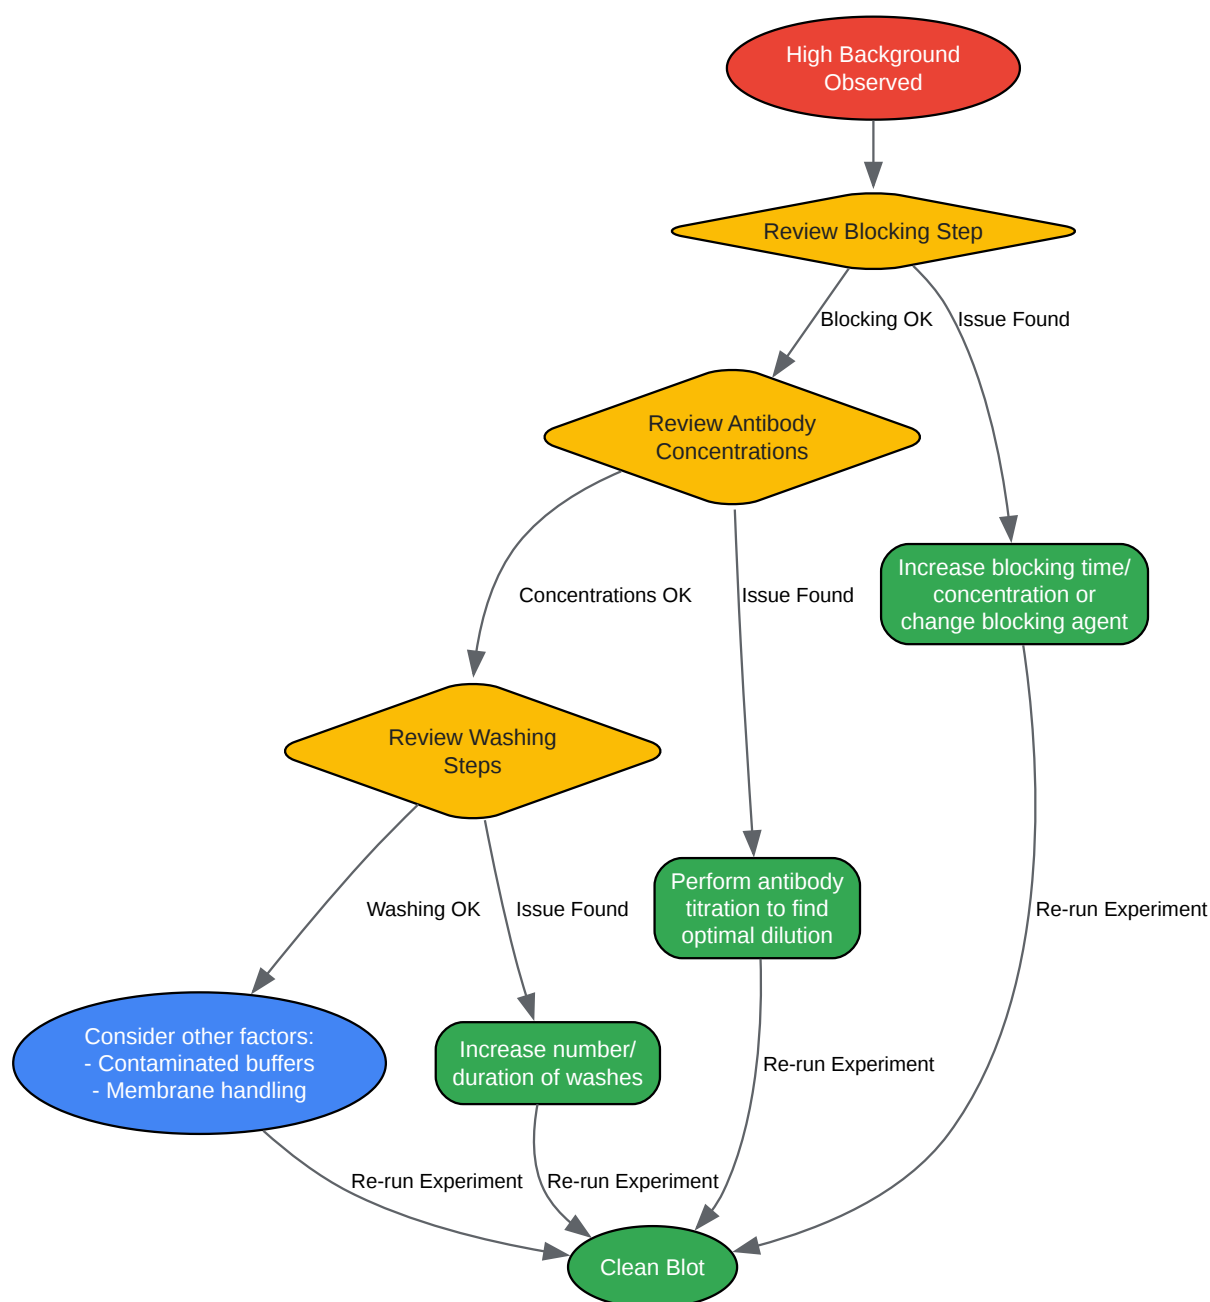 High Background
Observed
Review Blocking Step
Blocking OK
Issue Found
Review Antibody
Concentrations
Increase blocking time/
concentration or
change blocking agent
Concentrations OK
Issue Found
Review Washing
Steps
Perform antibody
titration to find
optimal dilution
Washing OK
Issue Found
Re-run Experiment
Consider other factors:
- Contaminated buffers
- Membrane handling
Increase number/
duration of washes
Re-run Experiment
Re-run Experiment
Re-run Experiment
Clean Blot